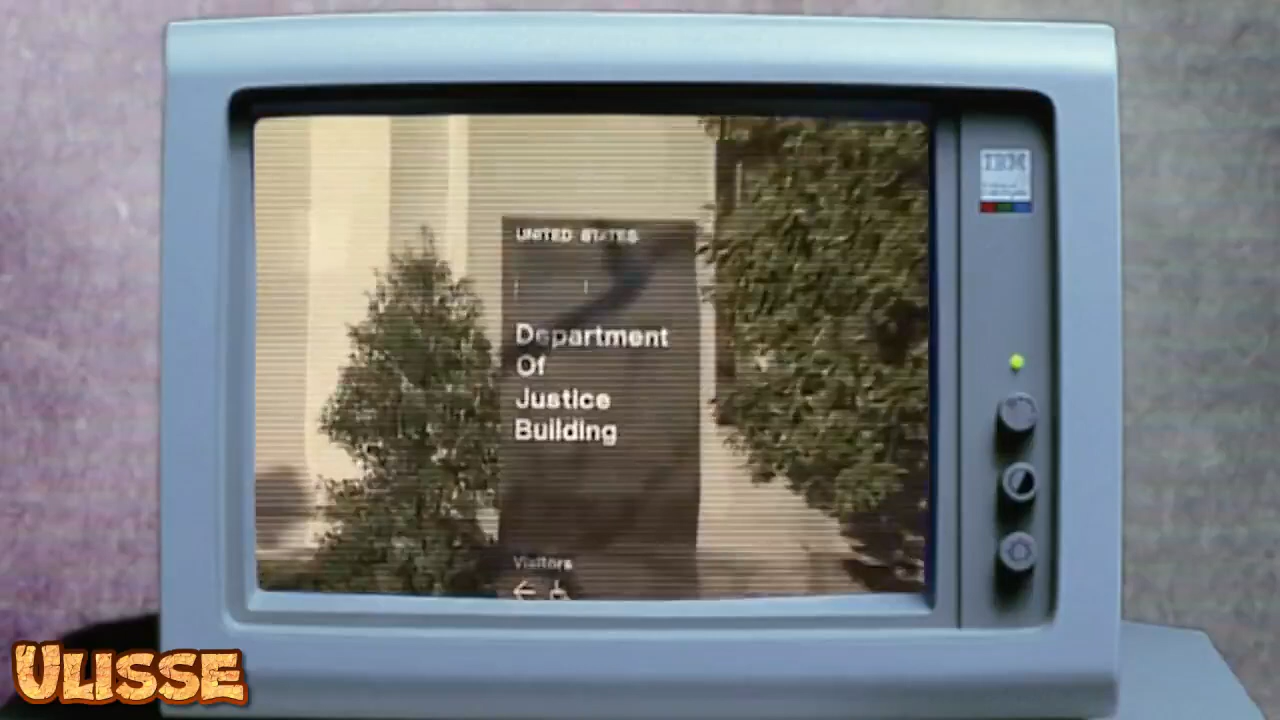 IBM
UNITED STATES
Department
Of
Justice
Building
Visitors
ULISSE